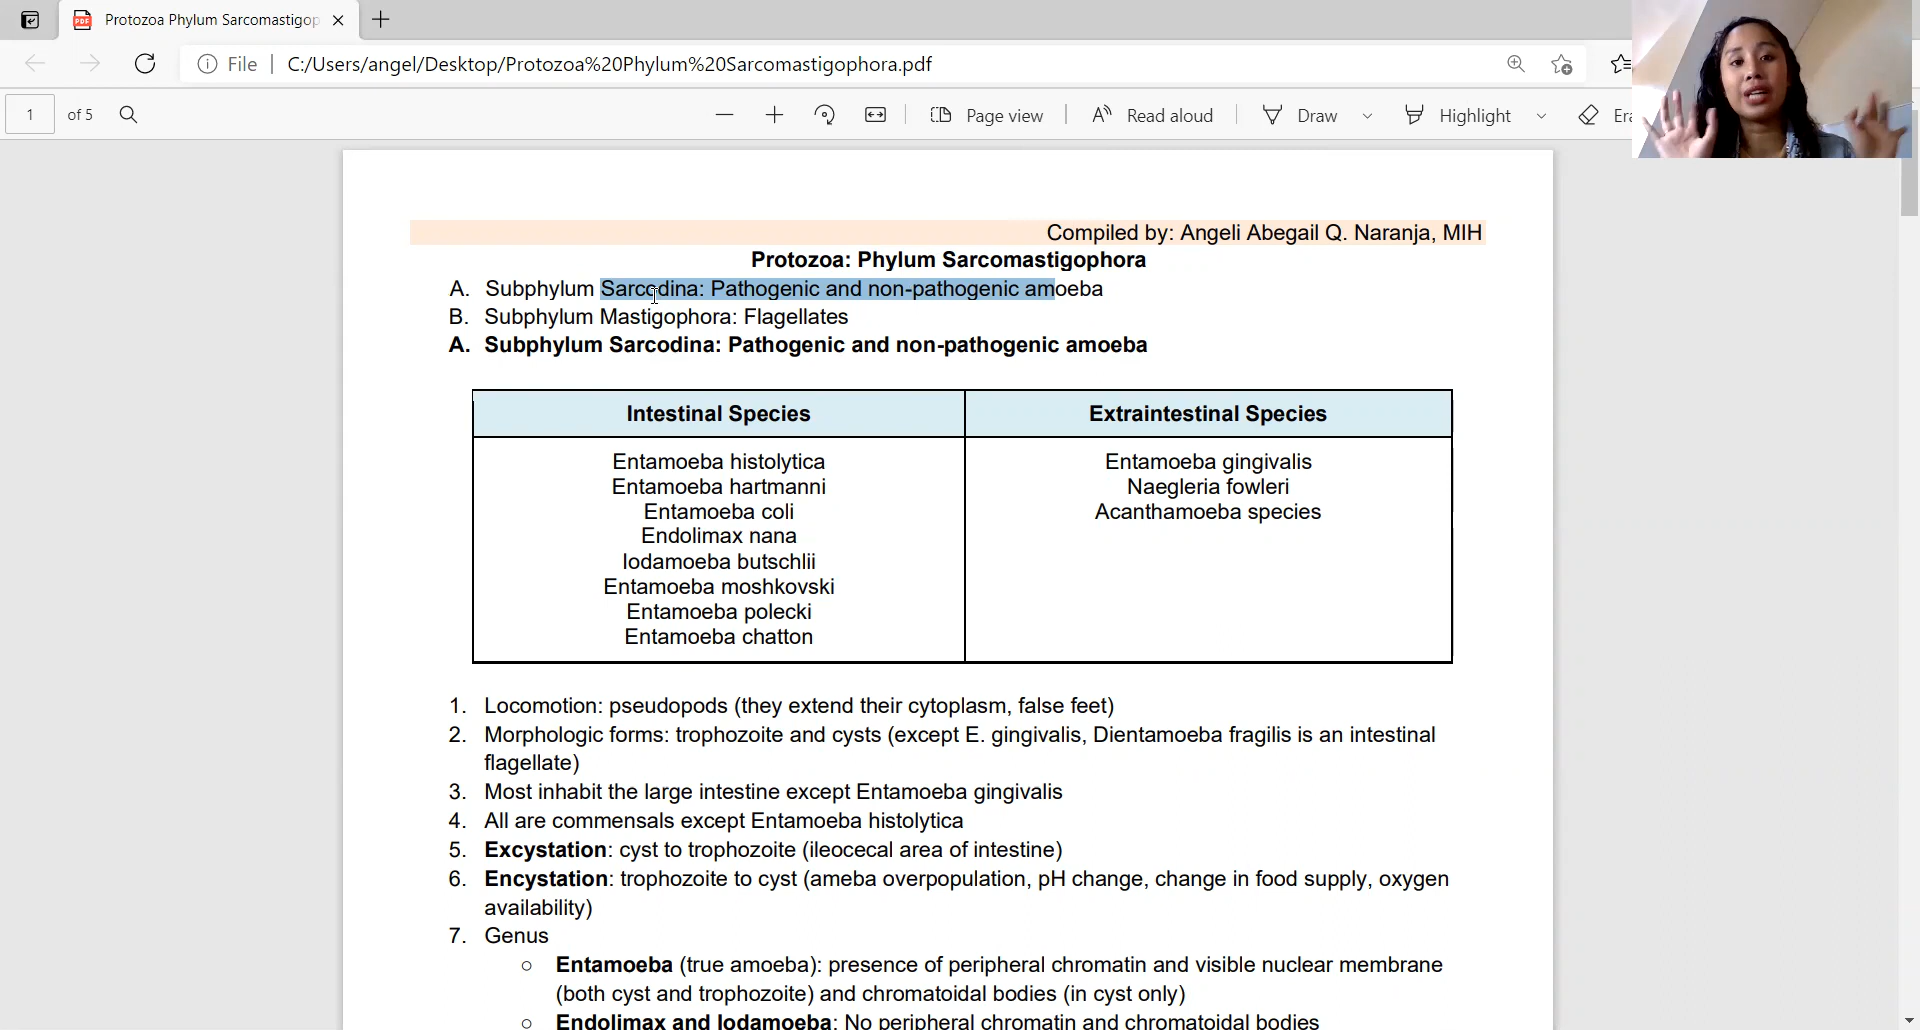 Protozoa Phylum Sarcomastigop
File
C:/Users/angel/Desktop/Protozoa%20Phylum%20Sarcomastigophora.pdf
1 of 5
Page view
Read aloud
Draw
Highlight
Compiled by: Angeli Abegail Q. Naranja, MIH
Protozoa: Phylum Sarcomastigophora
A. Subphylum Sarcodina: Pathogenic and non-pathogenic amoeba
B. Subphylum Mastigophora: Flagellates
A. Subphylum Sarcodina: Pathogenic and non-pathogenic amoeba
Intestinal Species
Entamoeba histolytica
Entamoeba hartmanni
Entamoeba coli
Endolimax nana
Iodamoeba butschlii
Entamoeba moshkovski
Entamoeba polecki
Entamoeba chatton
Extraintestinal Species
Entamoeba gingivalis
Naegleria fowleri
Acanthamoeba species
1. Locomotion: pseudopods (they extend their cytoplasm, false feet)
2. Morphologic forms: trophozoite and cysts (except E. gingivalis, Dientamoeba fragilis is an intestinal
flagellate)
3. Most inhabit the large intestine except Entamoeba gingivalis
4. All are commensals except Entamoeba histolytica
5. Excystation: cyst to trophozoite (ileocecal area of intestine)
6. Encystation: trophozoite to cyst (ameba overpopulation, pH change, change in food supply, oxygen
availability)
7. Genus
○ Entamoeba (true amoeba): presence of peripheral chromatin and visible nuclear membrane
(both cyst and trophozoite) and chromatoidal bodies (in cyst only)
○ Endolimax and Iodamoeba: No peripheral chromatin and chromatoidal bodies